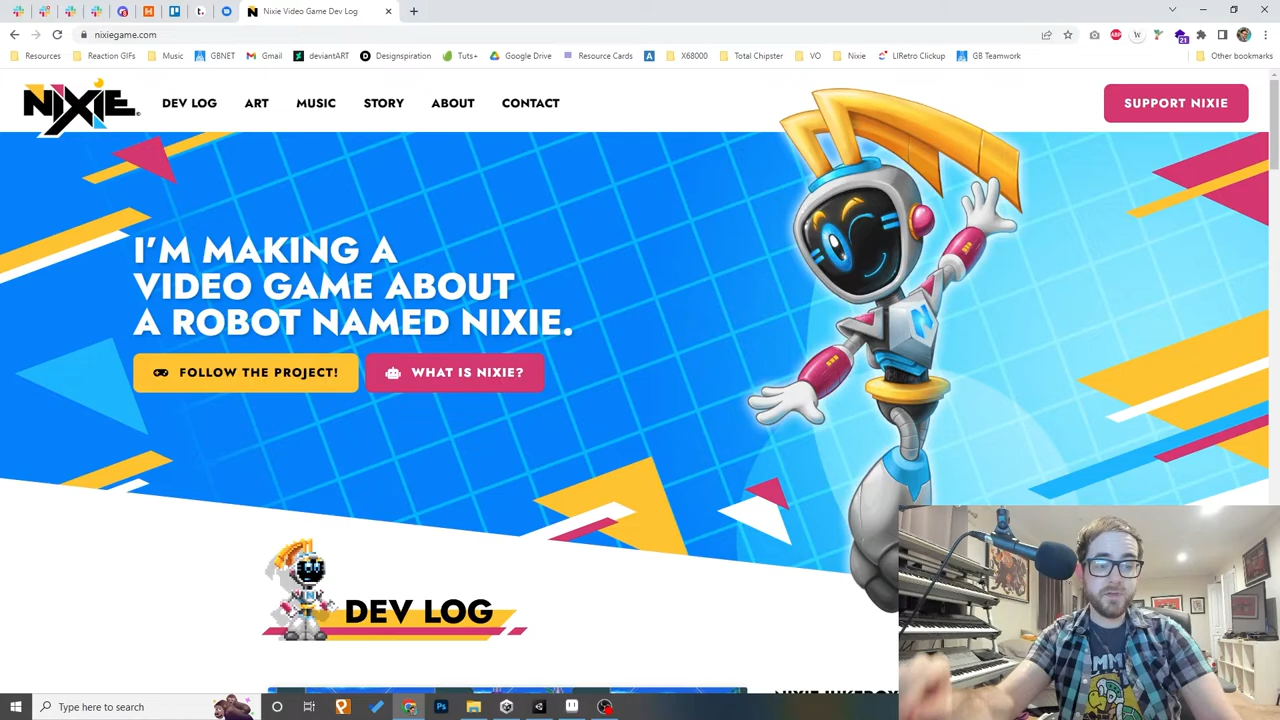 Nixie Video Game Dev Log
nixiegame.com
Resources
Reaction GIFs
Music
GBNET
Gmail
deviantART
Designspiration
Tuts+
Google Drive
Resource Cards
X68000
Total Chipster
VO
Nixie
LIRetro Clickup
GB Teamwork
Other bookmarks
NIXIE
DEV LOG
ART
MUSIC
STORY
ABOUT
CONTACT
SUPPORT NIXIE
I'M MAKING A
VIDEO GAME ABOUT
A ROBOT NAMED NIXIE.
FOLLOW THE PROJECT!
WHAT IS NIXIE?
DEV LOG
NIXIE JUKEBOX
Type here to search